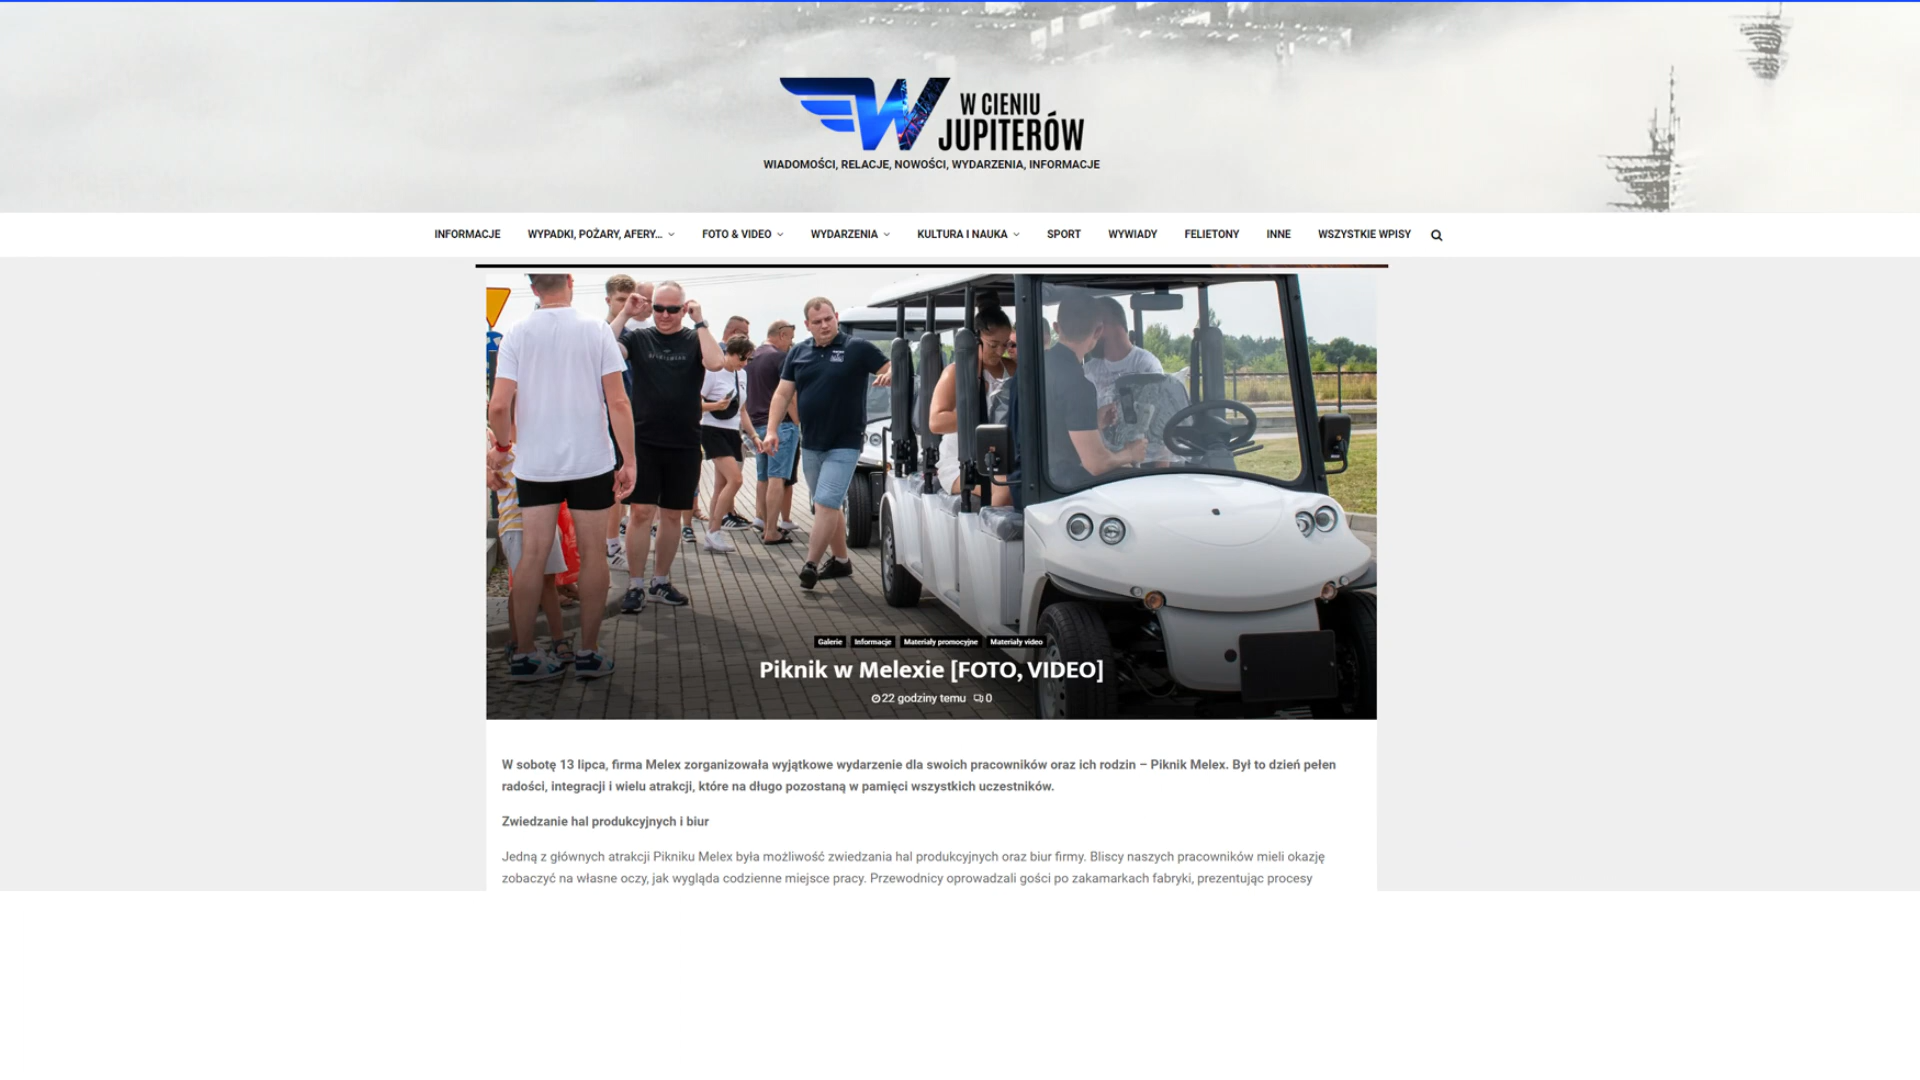 W CIENIU
JUPITERÓW
WIADOMOŚCI, RELACJE, NOWOŚCI, WYDARZENIA, INFORMACJE
INFORMACJE WYPADKI, POŻARY, AFERY... FOTO & VIDEO WYDARZENIA KULTURA I NAUKA SPORT WYWIADY FELIETONY INNE WSZYSTKIE WPISY
Galerie Informacje Materiały promocyjne Materiały video
Piknik w Melexie [FOTO, VIDEO]
22 godziny temu 0
W sobotę 13 lipca, firma Melex zorganizowała wyjątkowe wydarzenie dla swoich pracowników oraz ich rodzin – Piknik Melex. Był to dzień pełen
radości, integracji i wielu atrakcji, które na długo pozostaną w pamięci wszystkich uczestników.
Zwiedzanie hal produkcyjnych i biur
Jedną z głównych atrakcji Pikniku Melex była możliwość zwiedzania hal produkcyjnych oraz biur firmy. Bliscy naszych pracowników mieli okazję
zobaczyć na własne oczy, jak wygląda codzienne miejsce pracy. Przewodnicy oprowadzali gości po zakamarkach fabryki, prezentując procesy